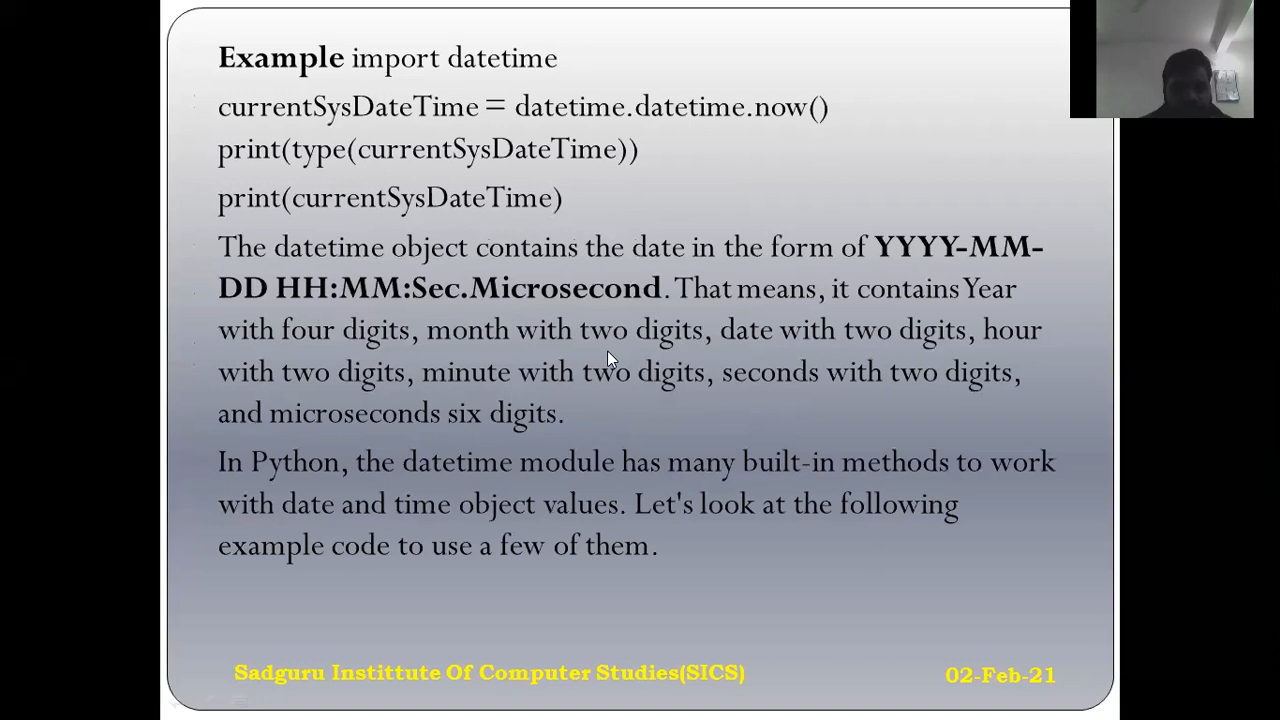 Example import datetime
currentSysDateTime = datetime.datetime.now()
print(type(currentSysDateTime))
print(currentSysDateTime)
The datetime object contains the date in the form of YYYY-MM-
DD HH:MM:Sec.Microsecond. That means, it contains Year
with four digits, month with two digits, date with two digits, hour
with two digits, minute with two digits, seconds with two digits,
and microseconds six digits.
In Python, the datetime module has many built-in methods to work
with date and time object values. Let's look at the following
example code to use a few of them.
Sadguru Instittute Of Computer Studies(SICS)
02-Feb-21